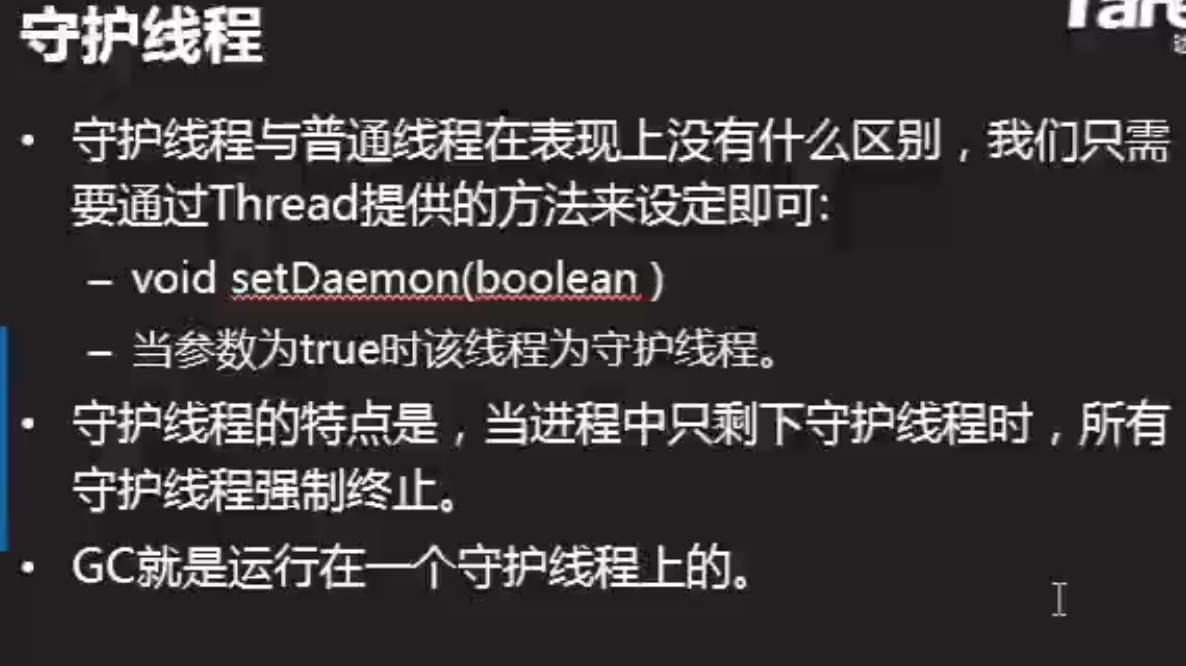 守护线程
• 守护线程与普通线程在表现上没有什么区别，我们只需
要通过Thread提供的方法来设定即可:
– void setDaemon(boolean )
– 当参数为true时该线程为守护线程。
• 守护线程的特点是，当进程中只剩下守护线程时，所有
守护线程强制终止。
• GC就是运行在一个守护线程上的。